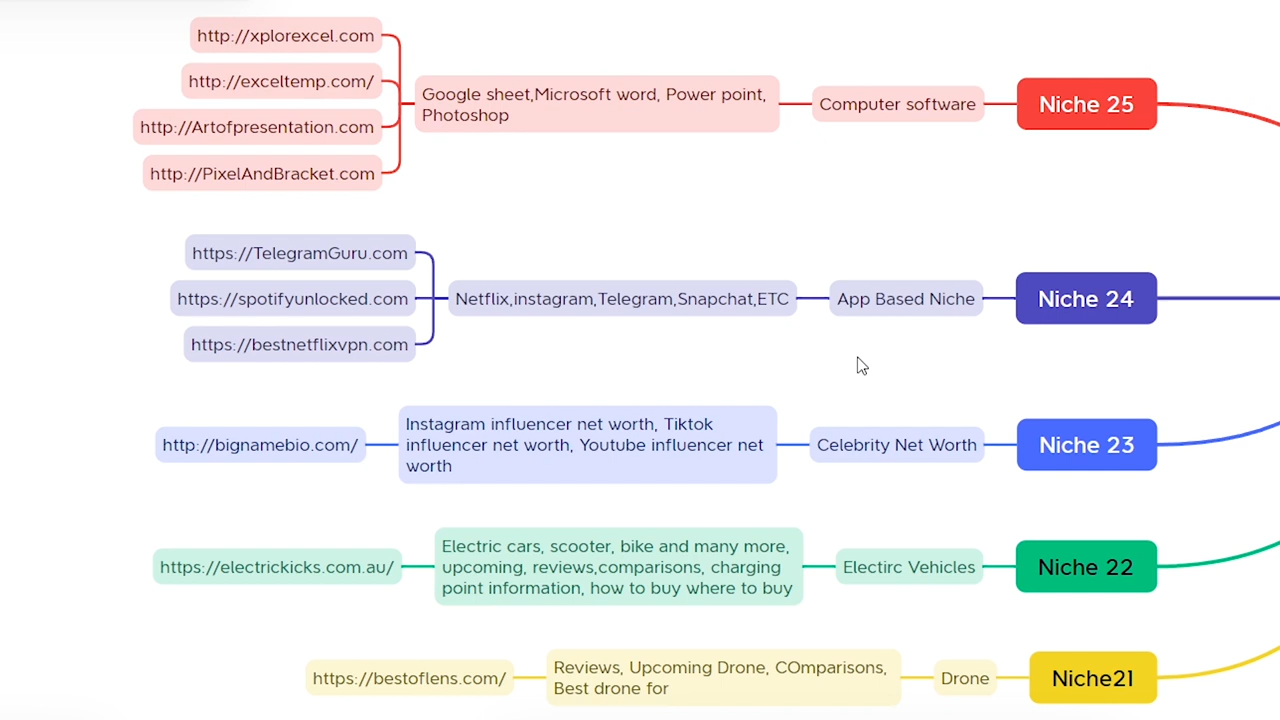 http://xplorexcel.com
http://exceltemp.com/
http://Artofpresentation.com
http://PixelAndBracket.com
Google sheet,Microsoft word, Power point,
Photoshop
Computer software
Niche 25
https://TelegramGuru.com
https://spotifyunlocked.com
https://bestnetflixvpn.com
Netflix,instagram,Telegram,Snapchat,ETC
App Based Niche
Niche 24
http://bignamebio.com/
Instagram influencer net worth, Tiktok
influencer net worth, Youtube influencer net
worth
Celebrity Net Worth
Niche 23
https://electrickicks.com.au/
Electric cars, scooter, bike and many more,
upcoming, reviews,comparisons, charging
point information, how to buy where to buy
Electirc Vehicles
Niche 22
https://bestoflens.com/
Reviews, Upcoming Drone, COmparisons,
Best drone for
Drone
Niche21